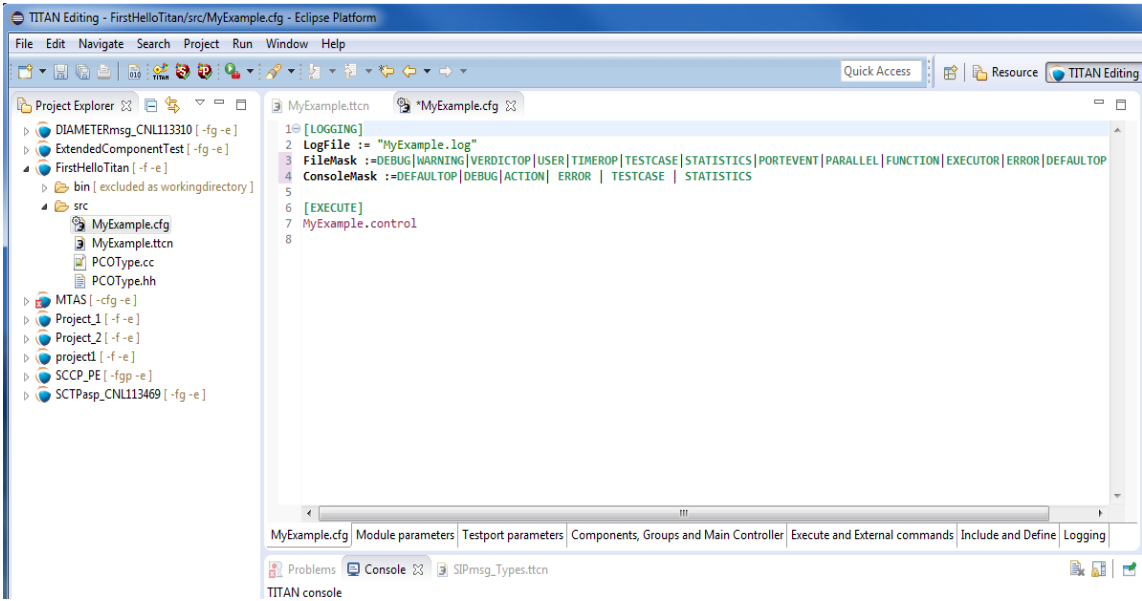 TITAN Editing - FirstHelloTitan/src/MyExample.cfg - Eclipse Platform
File Edit Navigate Search Project Run Window Help
Quick Access Resource TITAN Editing
Project Explorer
DIAMETERmsg_CNL113310 [ -fg -e ]
ExtendedComponentTest [ -fg -e ]
FirstHelloTitan [ -f -e ]
bin [ excluded as workingdirectory ]
src
MyExample.cfg
MyExample.ttcn
PCOType.cc
PCOType.hh
MTAS [ -cfg -e ]
Project_1 [ -f -e ]
Project_2 [ -f -e ]
project1 [ -f -e ]
SCCP_PE [ -fgp -e ]
SCTPasp_CNL113469 [ -fg -e ]
MyExample.ttcn *MyExample.cfg
1 [LOGGING]
2 LogFile := "MyExample.log"
3 FileMask :=DEBUG|WARNING|VERDICTOP|USER|TIMEROP|TESTCASE|STATISTICS|PORTEVENT|PARALLEL|FUNCTION|EXECUTOR|ERROR|DEFAULTOP
4 ConsoleMask :=DEFAULTOP|DEBUG|ACTION| ERROR | TESTCASE | STATISTICS
5
6 [EXECUTE]
7 MyExample.control
8
MyExample.cfg Module parameters Testport parameters Components, Groups and Main Controller Execute and External commands Include and Define Logging
Problems Console SIPmsg_Types.ttcn
TITAN console